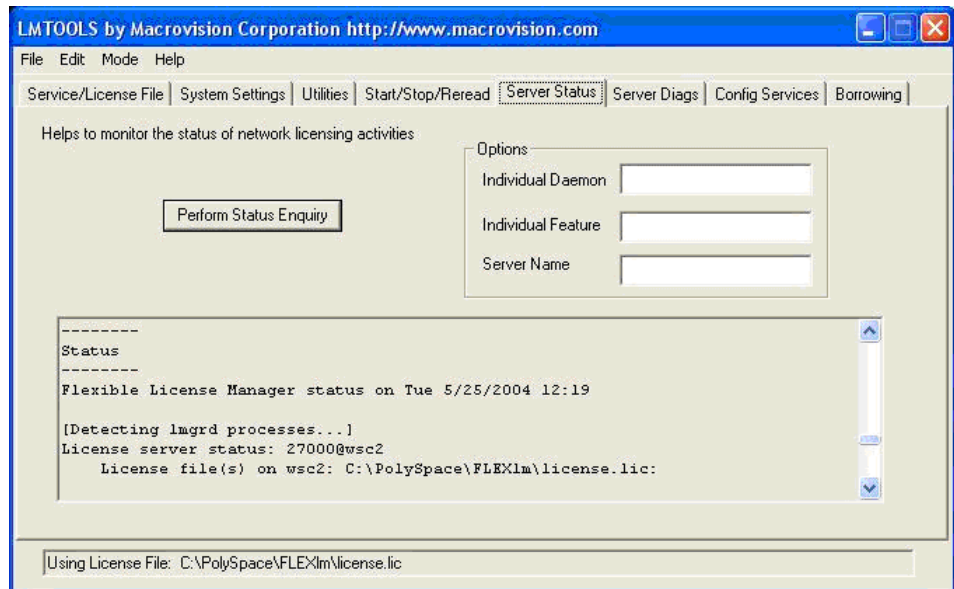 LMTOOLS by Macrovision Corporation http://www.macrovision.com
File Edit Mode Help
Service/License File System Settings Utilities Start/Stop/Reread Server Status Server Diags Config Services Borrowing
Helps to monitor the status of network licensing activities
Options
Individual Daemon
Perform Status Enquiry
Individual Feature
Server Name
--------
Status
--------
Flexible License Manager status on Tue 5/25/2004 12:19
[Detecting lmgrd processes...]
License server status: 27000@wsc2
License file(s) on wsc2: C:\PolySpace\FLEXlm\license.lic:
Using License File: C:\PolySpace\FLEXlm\license.lic